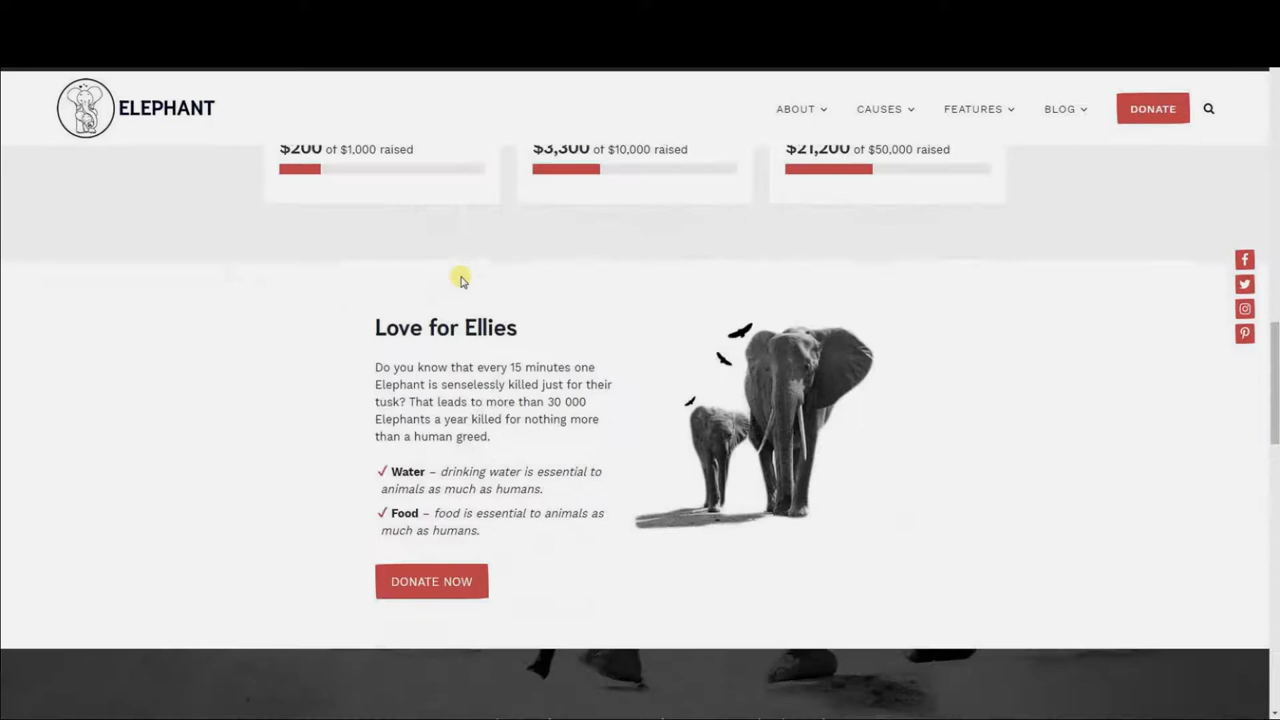 ELEPHANT
ABOUT CAUSES FEATURES BLOG DONATE
$200 of $1,000 raised
$3,300 of $10,000 raised
$21,200 of $50,000 raised
Love for Ellies
Do you know that every 15 minutes one
Elephant is senselessly killed just for their
tusk? That leads to more than 30 000
Elephants a year killed for nothing more
than a human greed.
✓ Water – drinking water is essential to
animals as much as humans.
✓ Food – food is essential to animals as
much as humans.
DONATE NOW